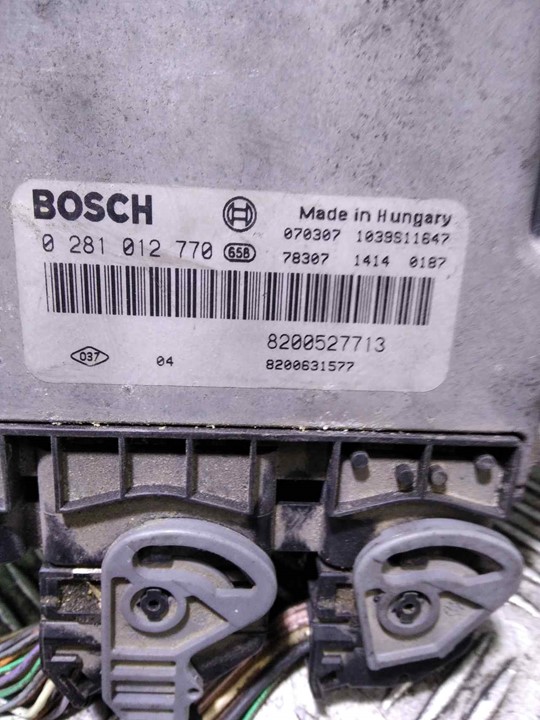 BOSCH
Made in Hungary
0 281 012 770 658
070307 1039S11647
78307 1414 0187
8200527713
037 04 8200631577